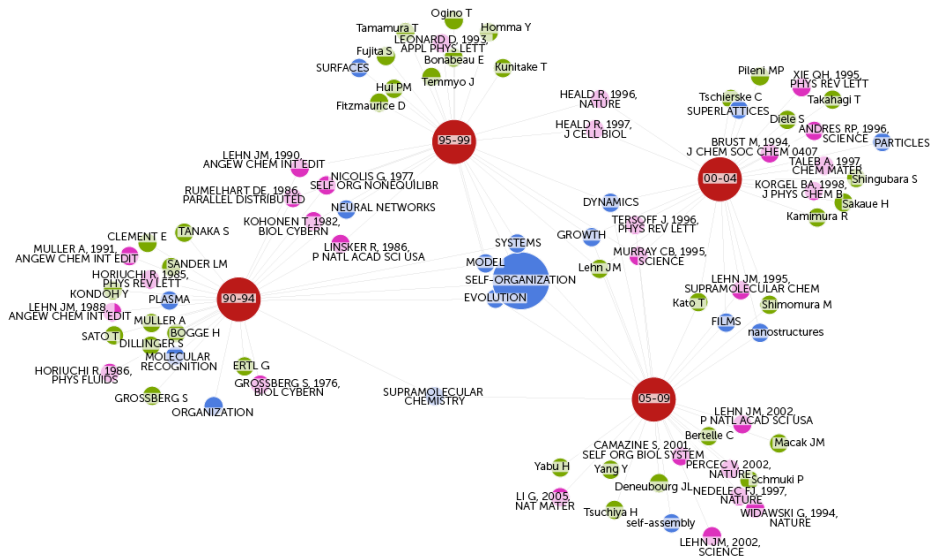 Ogino T
Tamamura T
Homma Y
LEONARD D, 1993,
APPL PHYS LETT
Fujita S
Bonabeau E
SURFACES
Kunitake T
Temmyo J
Hui PM
Fitzmaurice D
Pileni MP
XIE QH, 1995,
PHYS REV LETT
HEALD R, 1996,
NATURE
Tschierske C
Takahagi T
SUPERLATTICES
Diele S
HEALD R, 1997,
J CELL BIOL
ANDRES RP, 1996,
SCIENCE
95-99
BRUST M, 1994,
J CHEM SOC CHEM 0407
PARTICLES
LEHN JM, 1990,
ANGEW CHEM INT EDIT
TALEB A, 1997,
CHEM MATER
NICOLIS G, 1977,
SELF ORG NONEQUILIBR
00-04
Shingubara S
RUMELHART DE, 1986,
PARALLEL DISTRIBUTED
KORGEL BA, 1998,
J PHYS CHEM B
DYNAMICS
Sakaue H
NEURAL NETWORKS
Kamimura R
KOHONEN T, 1982,
BIOL CYBERN
TERSOFF J, 1996,
PHYS REV LETT
TANAKA S
CLEMENT E
GROWTH
LINSKER R, 1986,
P NATL ACAD SCI USA
SYSTEMS
MULLER A, 1991,
ANGEW CHEM INT EDIT
MURRAY CB, 1995,
SCIENCE
SANDER LM
MODEL
Lehn JM
HORIUCHI R, 1985,
PHYS REV LETT
SELF-ORGANIZATION
LEHN JM, 1995,
SUPRAMOLECULAR CHEM
KONDOH Y
PLASMA
90-94
EVOLUTION
Kato T
Shimomura M
LEHN JM, 1988,
ANGEW CHEM INT EDIT
MULLER A
FILMS
BOGGE H
nanostructures
SATO T
DILLINGER S
MOLECULAR
RECOGNITION
ERTL G
HORIUCHI R, 1986,
PHYS FLUIDS
GROSSBERG S, 1976,
BIOL CYBERN
SUPRAMOLECULAR
CHEMISTRY
GROSSBERG S
05-09
ORGANIZATION
LEHN JM, 2002,
P NATL ACAD SCI USA
Bertelle C
Macak JM
CAMAZINE S, 2001,
SELF ORG BIOL SYSTEM
Yabu H
Yang Y
PERCEC V, 2002,
NATURE
Schmuki P
Deneubourg JL
LI G, 2005,
NAT MATER
NEDELEC FJ, 1997,
NATURE
Tsuchiya H
WIDAWSKI G, 1994,
NATURE
self-assembly
LEHN JM, 2002,
SCIENCE